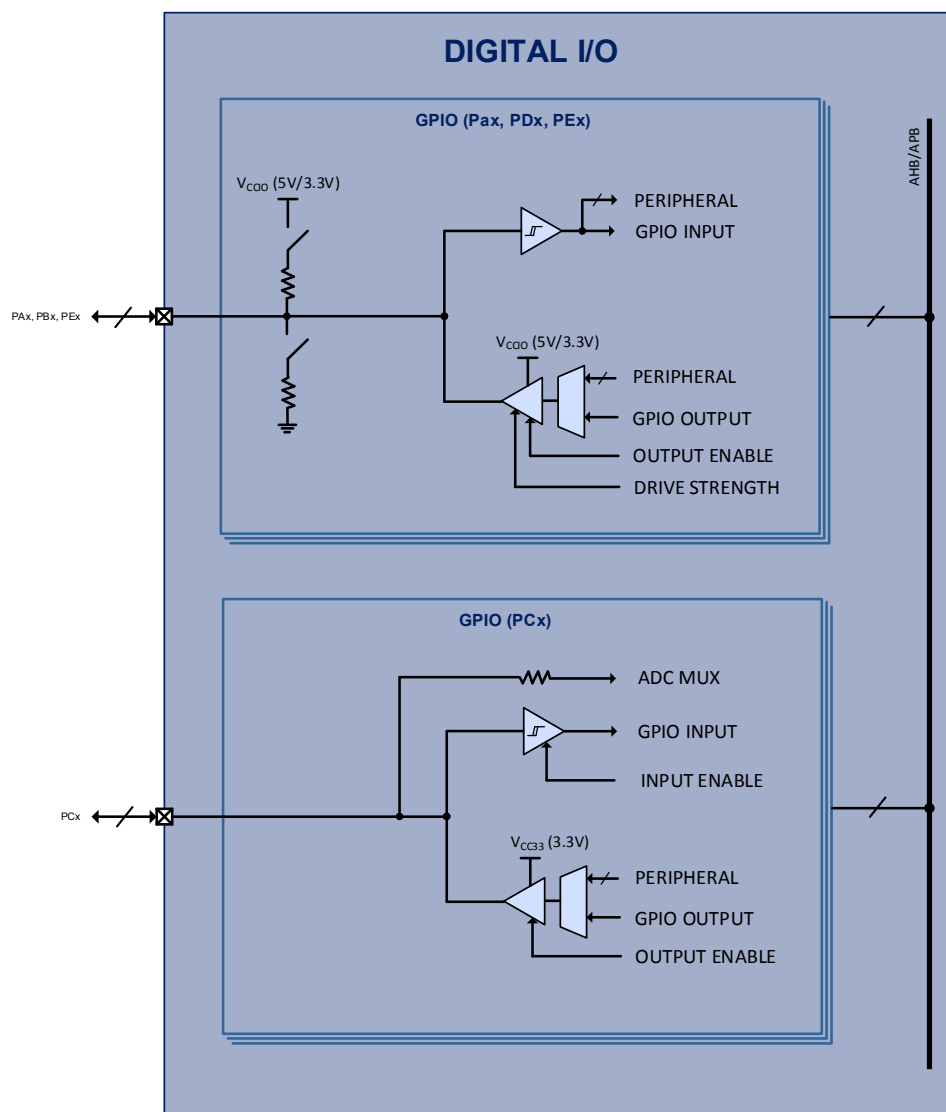 DIGITAL I/O
GPIO (Pax, PDx, PEx)
AHB/APB
VCQO (5V/3.3V)
PERIPHERAL
GPIO INPUT
PAx, PBx, PEx
VCQO (5V/3.3V)
PERIPHERAL
GPIO OUTPUT
OUTPUT ENABLE
DRIVE STRENGTH
GPIO (PCx)
ADC MUX
GPIO INPUT
INPUT ENABLE
PCx
VCC33 (3.3V)
PERIPHERAL
GPIO OUTPUT
OUTPUT ENABLE